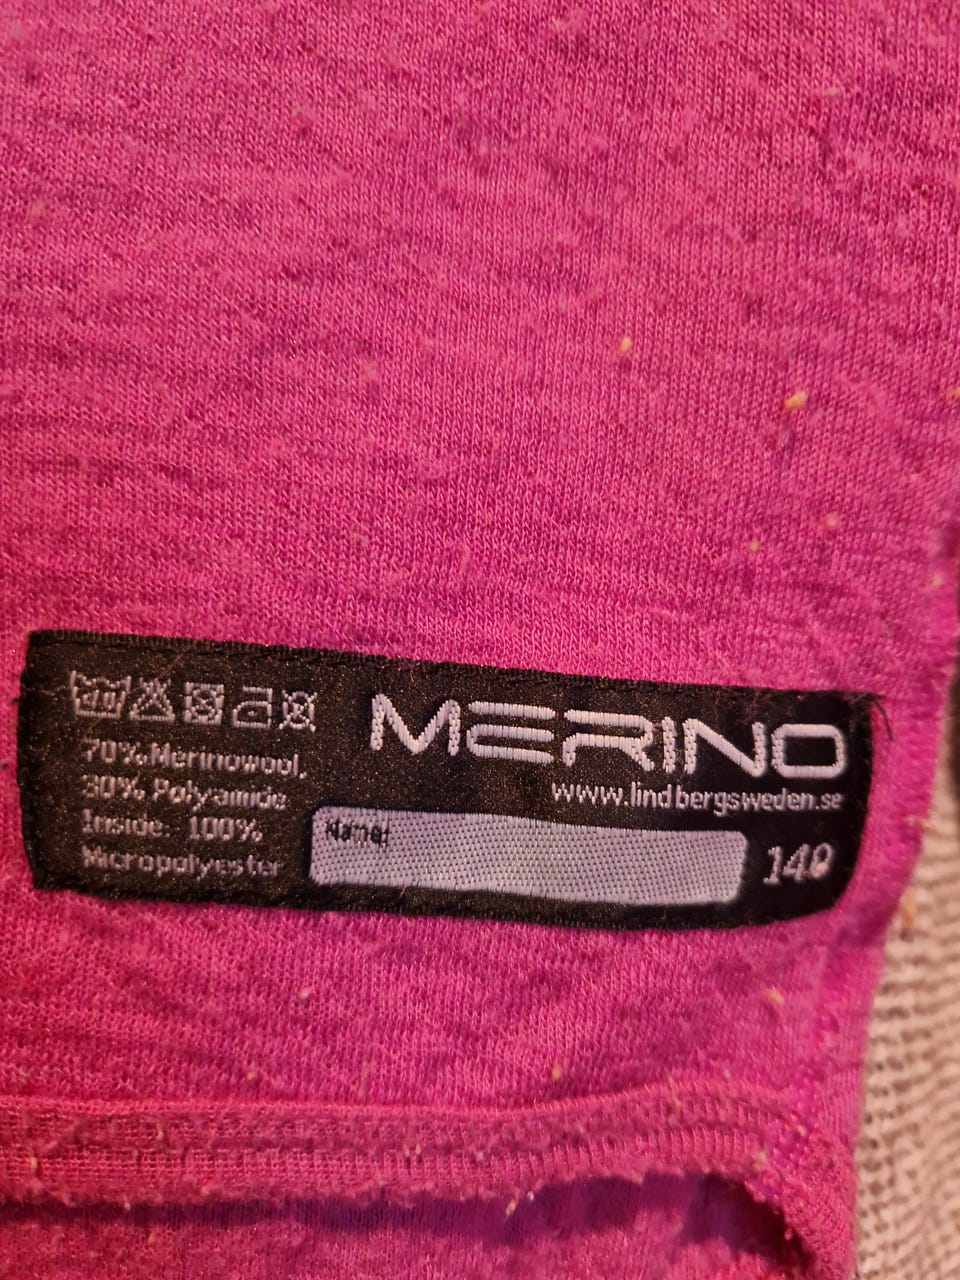 MERINO
www.lindbergsweden.se
70% Merinowool,
30% Polyamide
Inside: 100%
Micropolyester
Name:
140